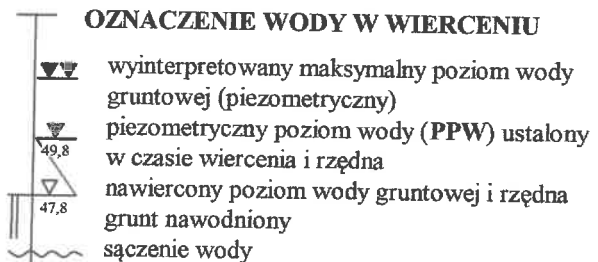 OZNACZENIE WODY W WIERCENIU
wyinterpretowany maksymalny poziom wody
gruntowej (piezometryczny)
piezometryczny poziom wody (PPW) ustalony
49,8
w czasie wiercenia i rzędna
nawiercony poziom wody gruntowej i rzędna
47,8
grunt nawodniony
sączenie wody